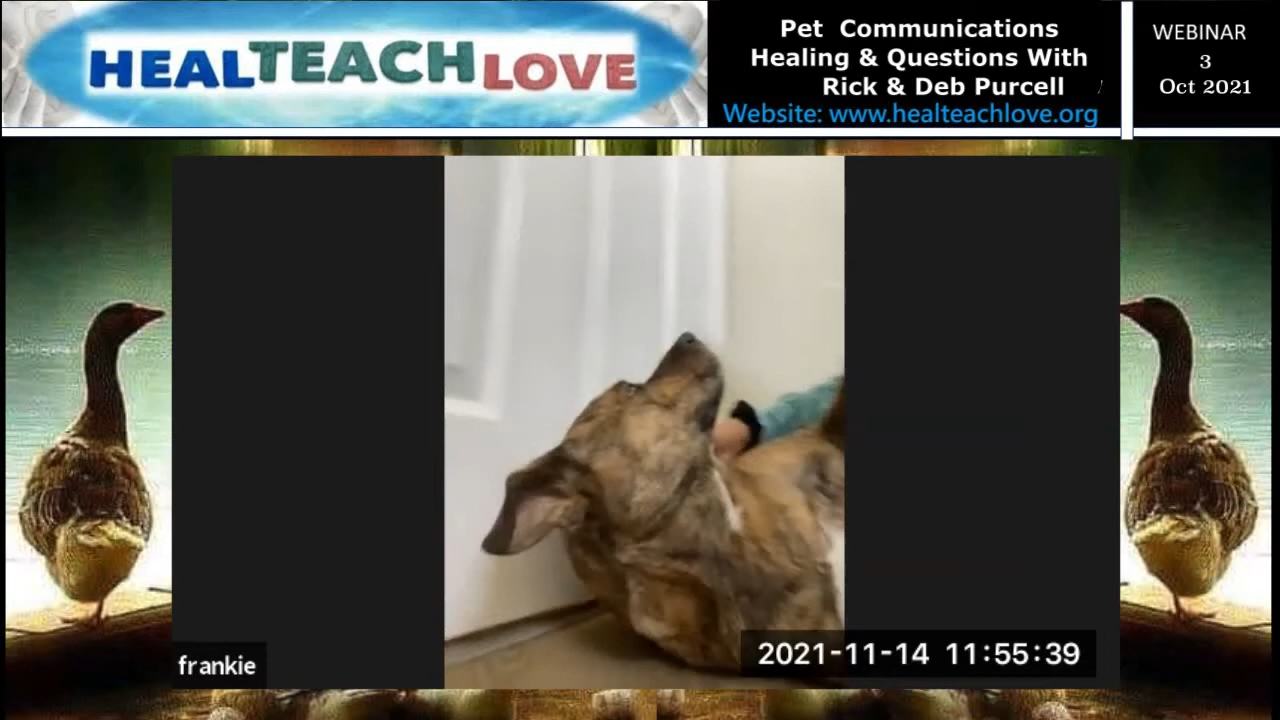 HEALTEACHLOVE
Pet Communications
Healing & Questions With
Rick & Deb Purcell
Website: www.healteachlove.org
WEBINAR
3
Oct 2021
frankie
2021-11-14 11:55:39